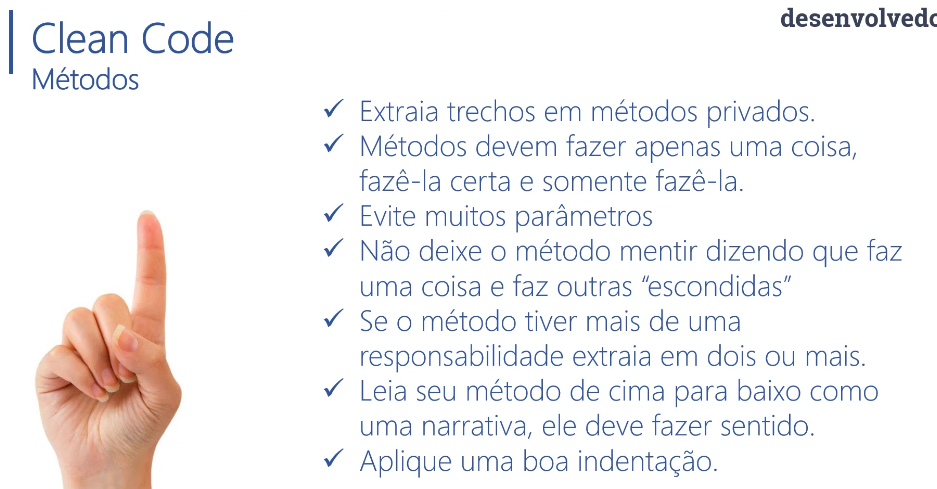 desenvolvedo
Clean Code
Métodos
✓ Extraia trechos em métodos privados.
✓ Métodos devem fazer apenas uma coisa,
fazê-la certa e somente fazê-la.
✓ Evite muitos parâmetros
✓ Não deixe o método mentir dizendo que faz
uma coisa e faz outras “escondidas”
✓ Se o método tiver mais de uma
responsabilidade extraia em dois ou mais.
✓ Leia seu método de cima para baixo como
uma narrativa, ele deve fazer sentido.
✓ Aplique uma boa indentação.